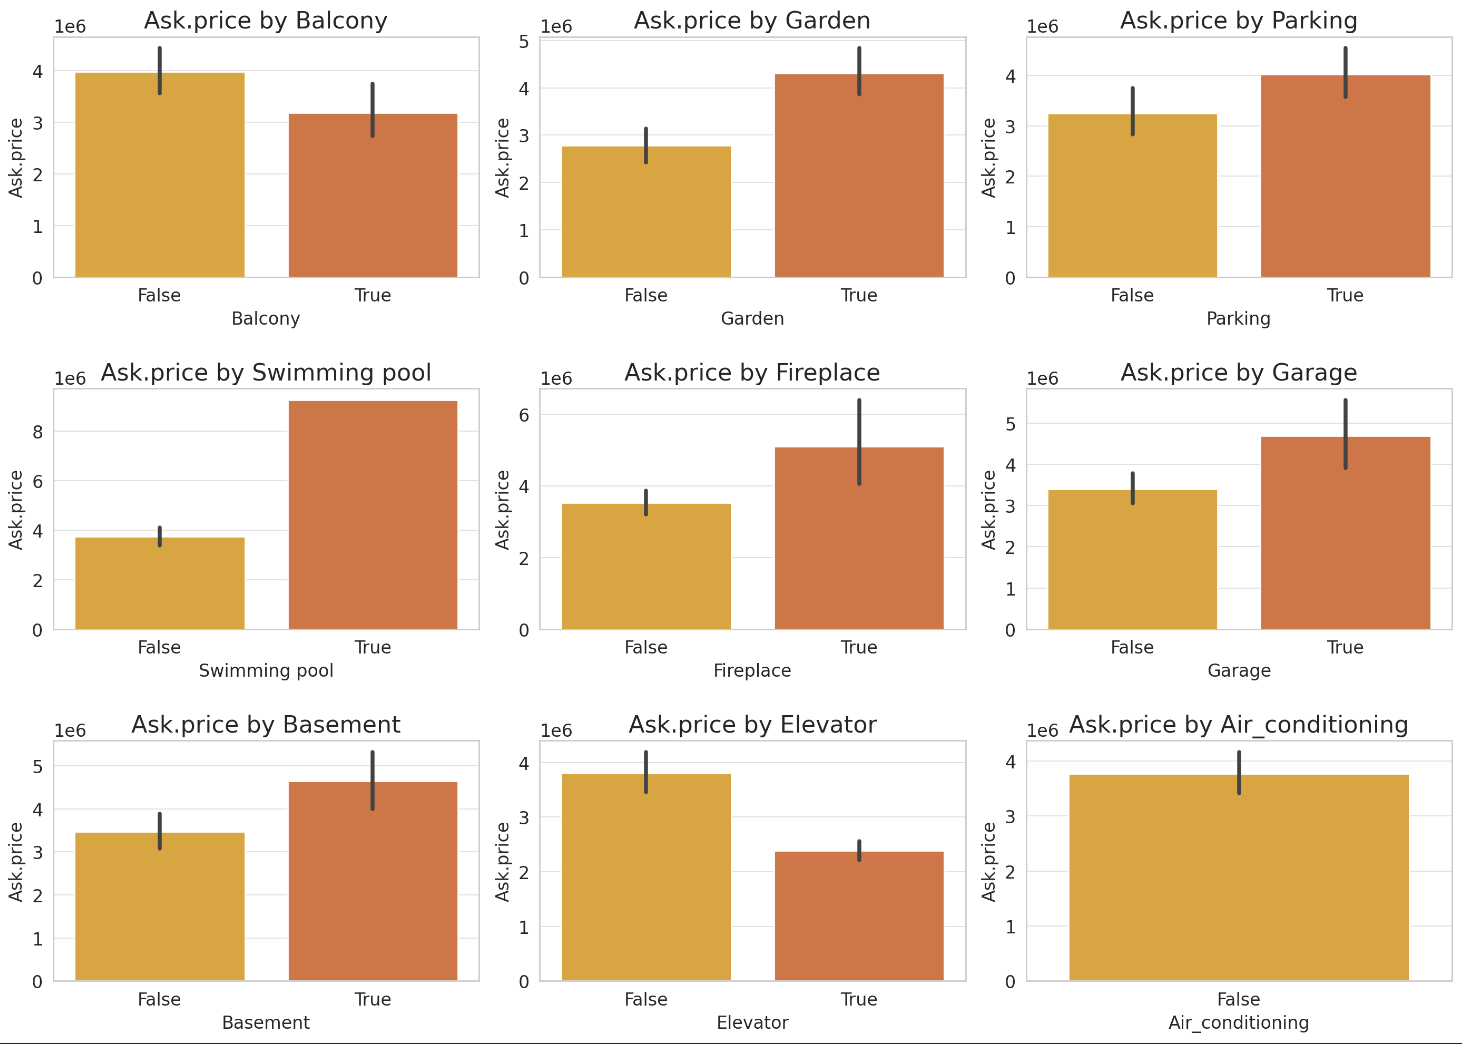 Ask.price by Balcony
1e6
Ask.price
4
3
2
1
0
False True
Balcony
Ask.price by Garden
1e6
Ask.price
5
4
3
2
1
0
False True
Garden
Ask.price by Parking
1e6
Ask.price
4
3
2
1
0
False True
Parking
Ask.price by Swimming pool
1e6
Ask.price
8
6
4
2
0
False True
Swimming pool
Ask.price by Fireplace
1e6
Ask.price
6
4
2
0
False True
Fireplace
Ask.price by Garage
1e6
Ask.price
5
4
3
2
1
0
False True
Garage
Ask.price by Basement
1e6
Ask.price
5
4
3
2
1
0
False True
Basement
Ask.price by Elevator
1e6
Ask.price
4
3
2
1
0
False True
Elevator
Ask.price by Air_conditioning
1e6
Ask.price
4
3
2
1
0
False
Air_conditioning